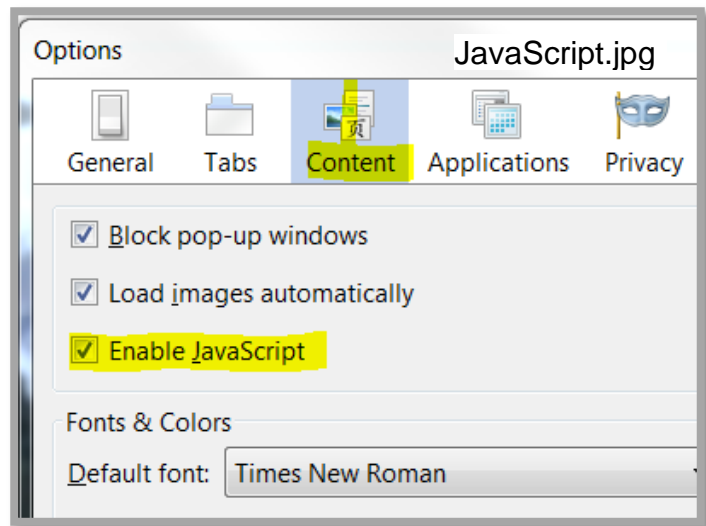 Options JavaScript.jpg
页
General Tabs Content Applications Privacy
Block pop-up windows
Load images automatically
Enable JavaScript
Fonts & Colors
Default font: Times New Roman